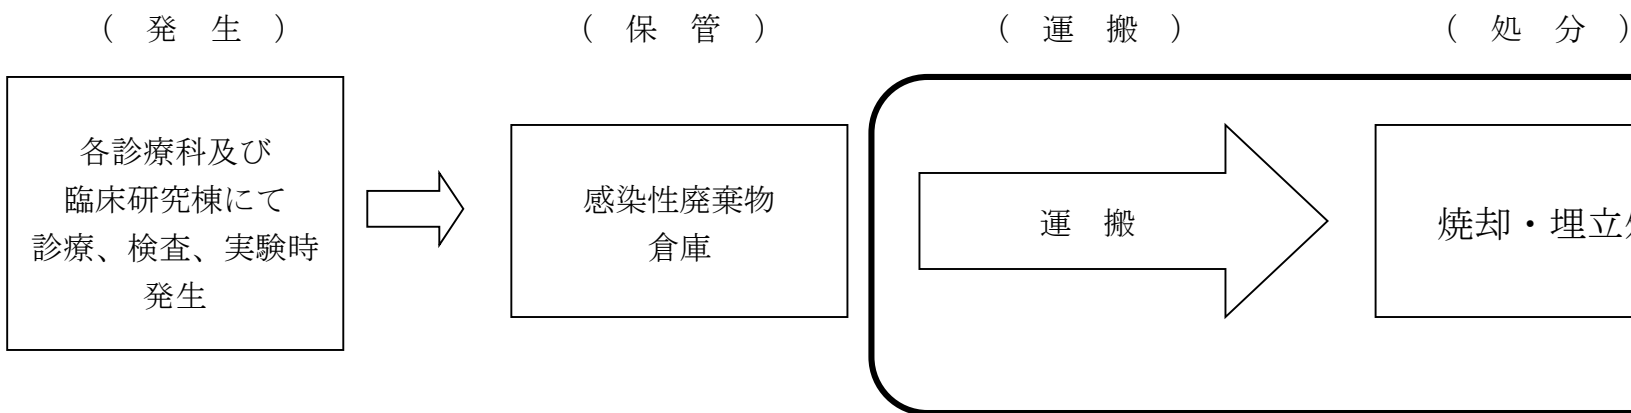 （　発　生　）
（　保　管　）
（　運　搬　）
（　処　分　）
各診療科及び
臨床研究棟にて
診療、検査、実験時
発生
感染性廃棄物
倉庫
運　搬
焼却・埋立